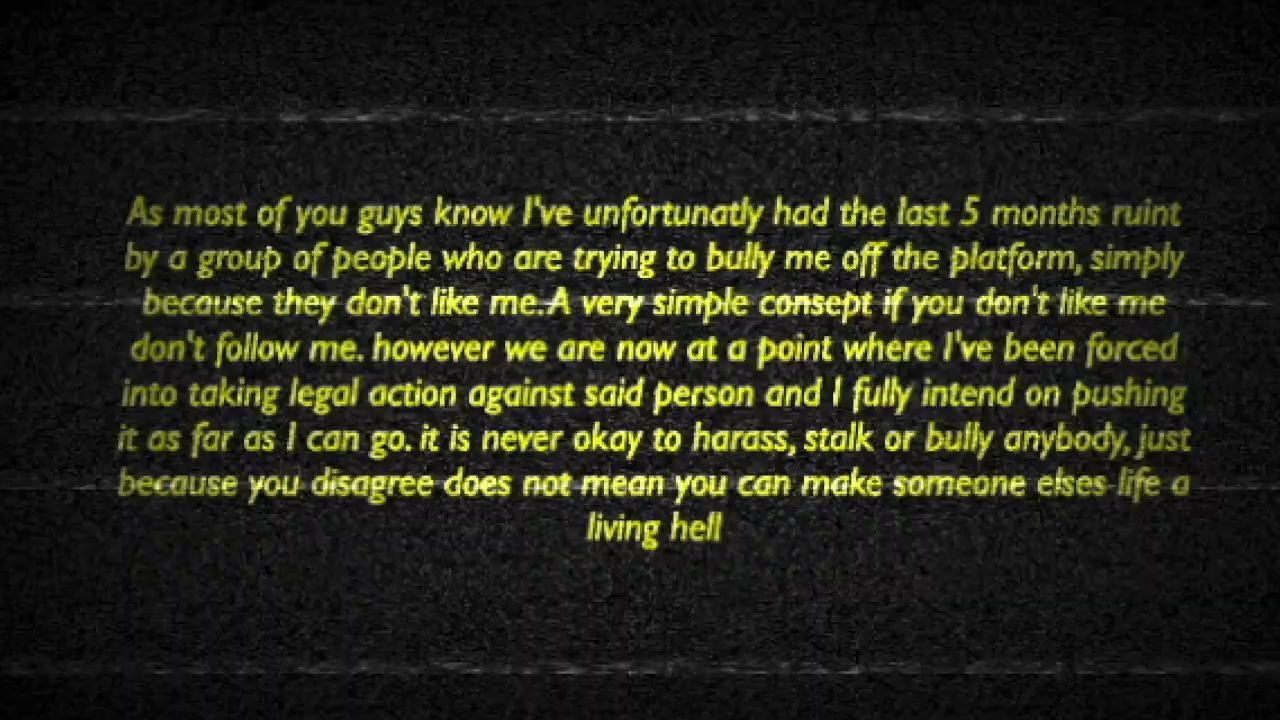 As most of you guys know I've unfortunatly had the last 5 months ruint
by a group of people who are trying to bully me off the platform, simply
because they don't like me. A very simple consept if you don't like me
don't follow me. however we are now at a point where I've been forced
into taking legal action against said person and I fully intend on pushing
it as far as I can go. it is never okay to harass, stalk or bully anybody, just
because you disagree does not mean you can make someone elses life a
living hell